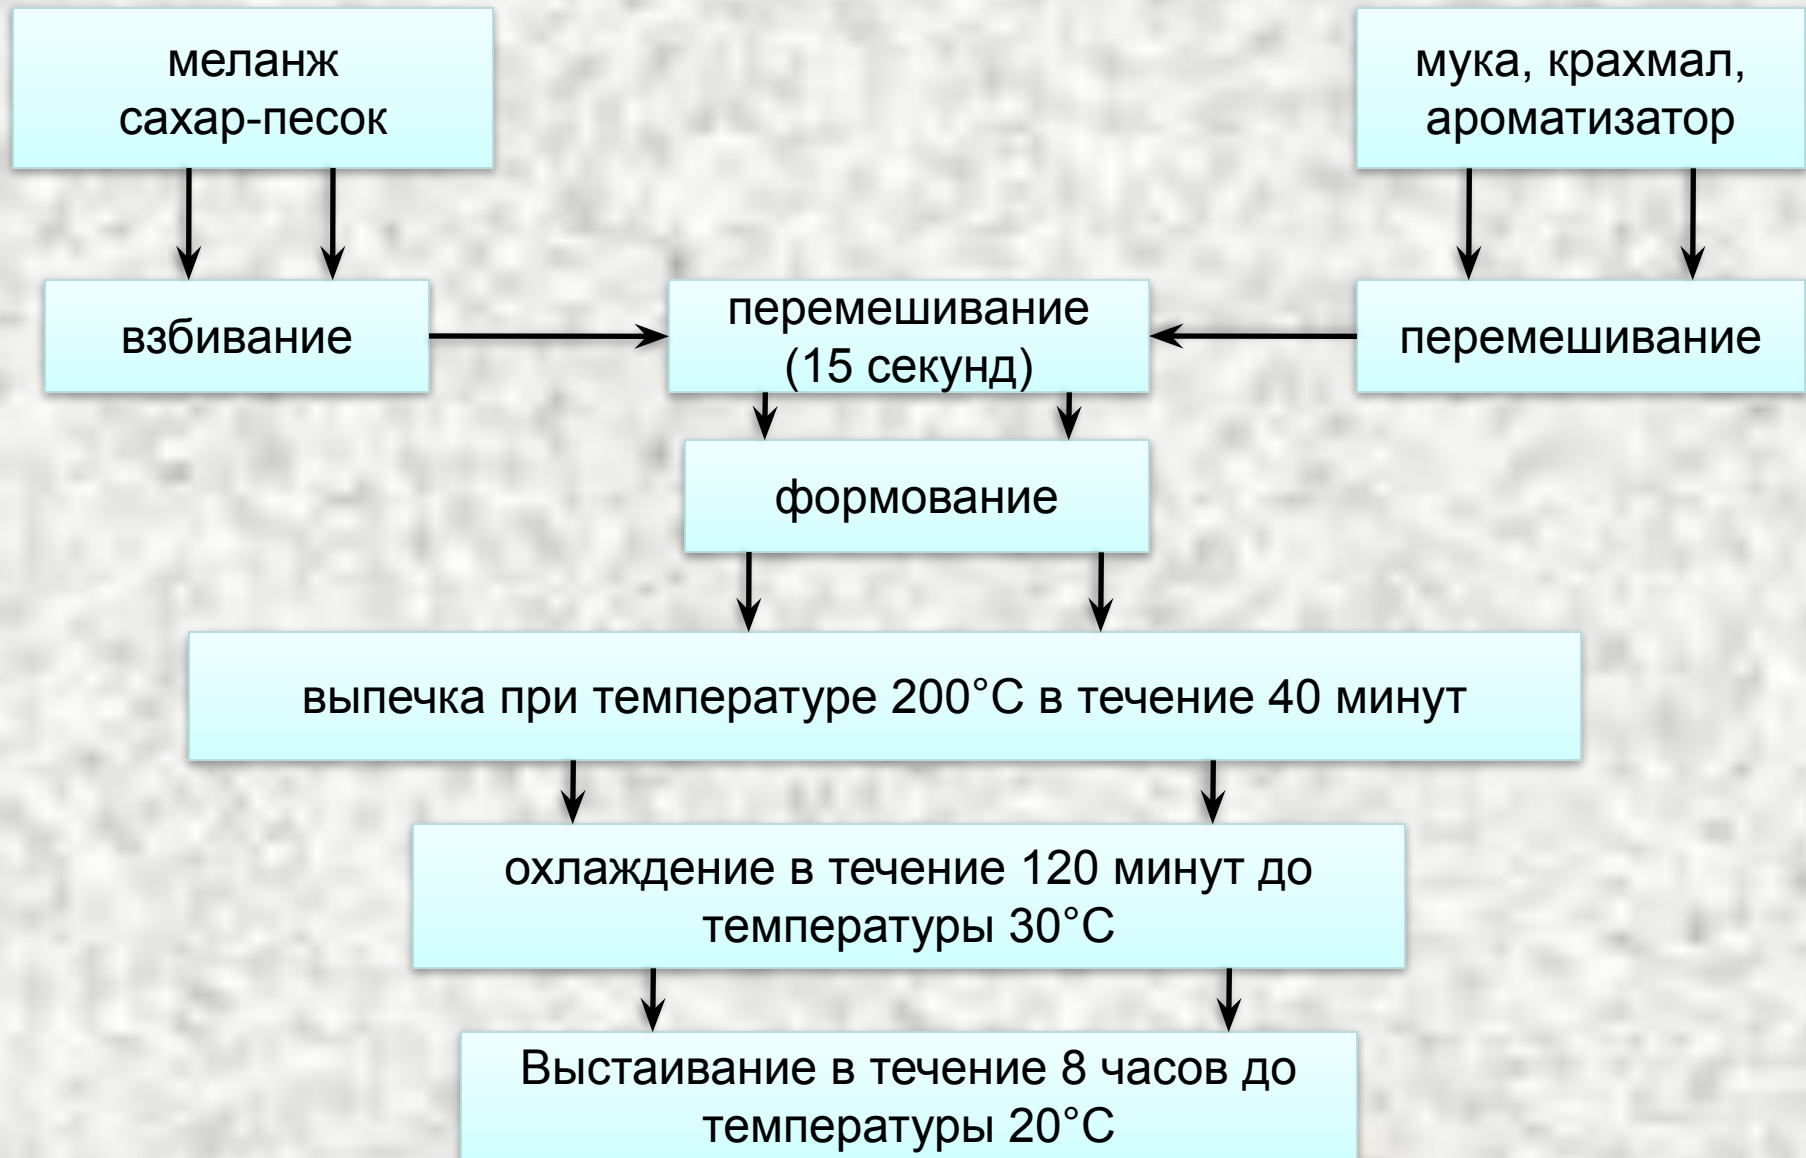 меланж
сахар-песок
мука, крахмал,
ароматизатор
взбивание
перемешивание
(15 секунд)
перемешивание
формование
выпечка при температуре 200°С в течение 40 минут
охлаждение в течение 120 минут до
температуры 30°С
Выстаивание в течение 8 часов до
температуры 20°С